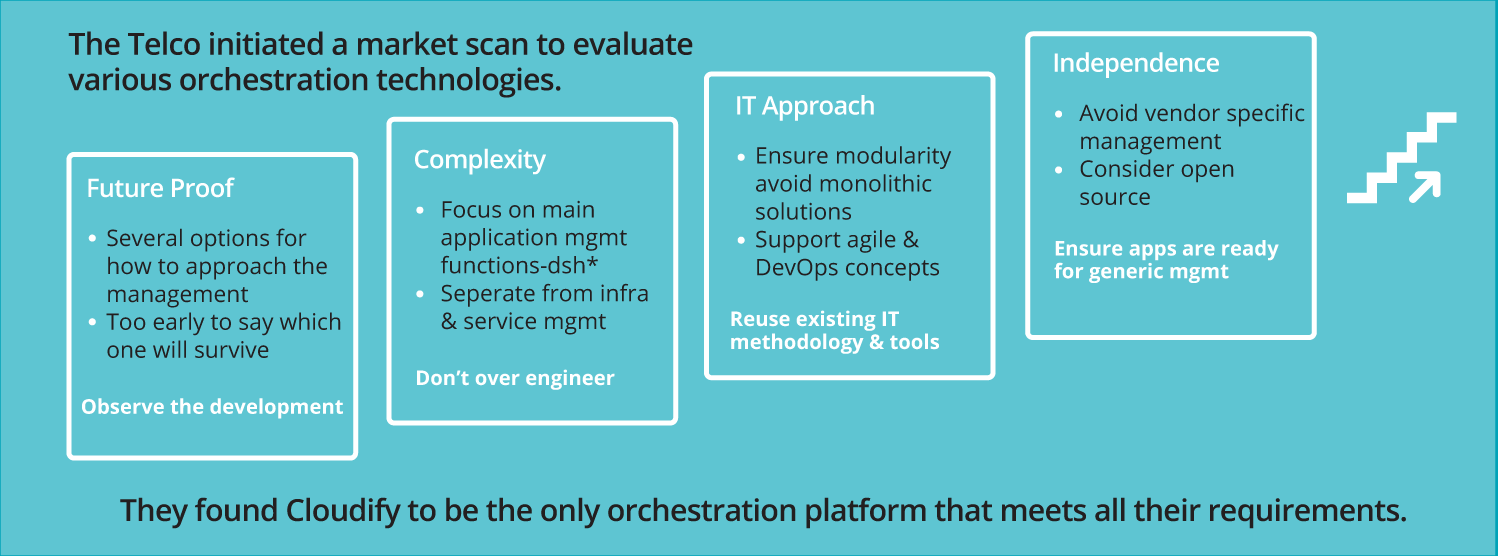 The Telco initiated a market scan to evaluate
various orchestration technologies.
Future Proof
• Several options for
how to approach the
management
• Too early to say which
one will survive
Observe the development
Complexity
• Focus on main
application mgmt
functions-dsh*
• Seperate from infra
& service mgmt
Don’t over engineer
IT Approach
• Ensure modularity
avoid monolithic
solutions
• Support agile &
DevOps concepts
Reuse existing IT
methodology & tools
Independence
• Avoid vendor specific
management
• Consider open
source
Ensure apps are ready
for generic mgmt
They found Cloudify to be the only orchestration platform that meets all their requirements.